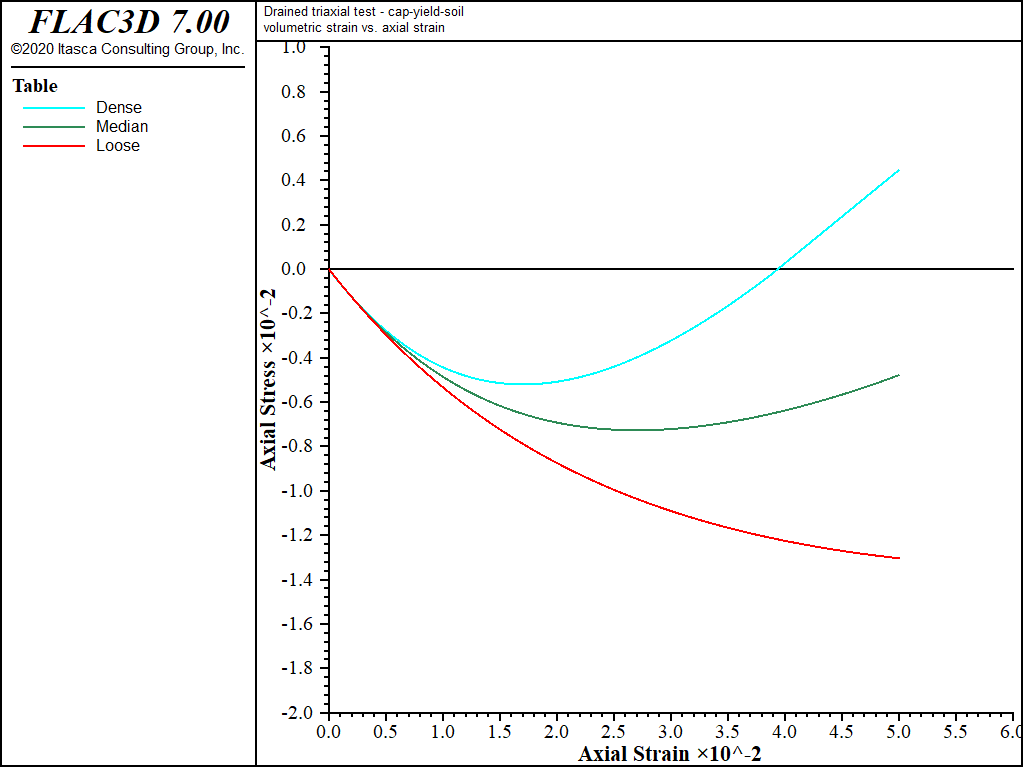 FLAC3D 7.00
©2020 Itasca Consulting Group, Inc.
Table
Dense
Median
Loose
Drained triaxial test - cap-yield-soil
volumetric strain vs. axial strain
1.0
0.8
0.6
0.4
0.2
0.0
-0.2
-0.4
-0.6
-0.8
-1.0
-1.2
-1.4
-1.6
-1.8
-2.0
Axial Stress ×10^-2
0.0 0.5 1.0 1.5 2.0 2.5 3.0 3.5 4.0 4.5 5.0 5.5 6.0
Axial Strain ×10^-2